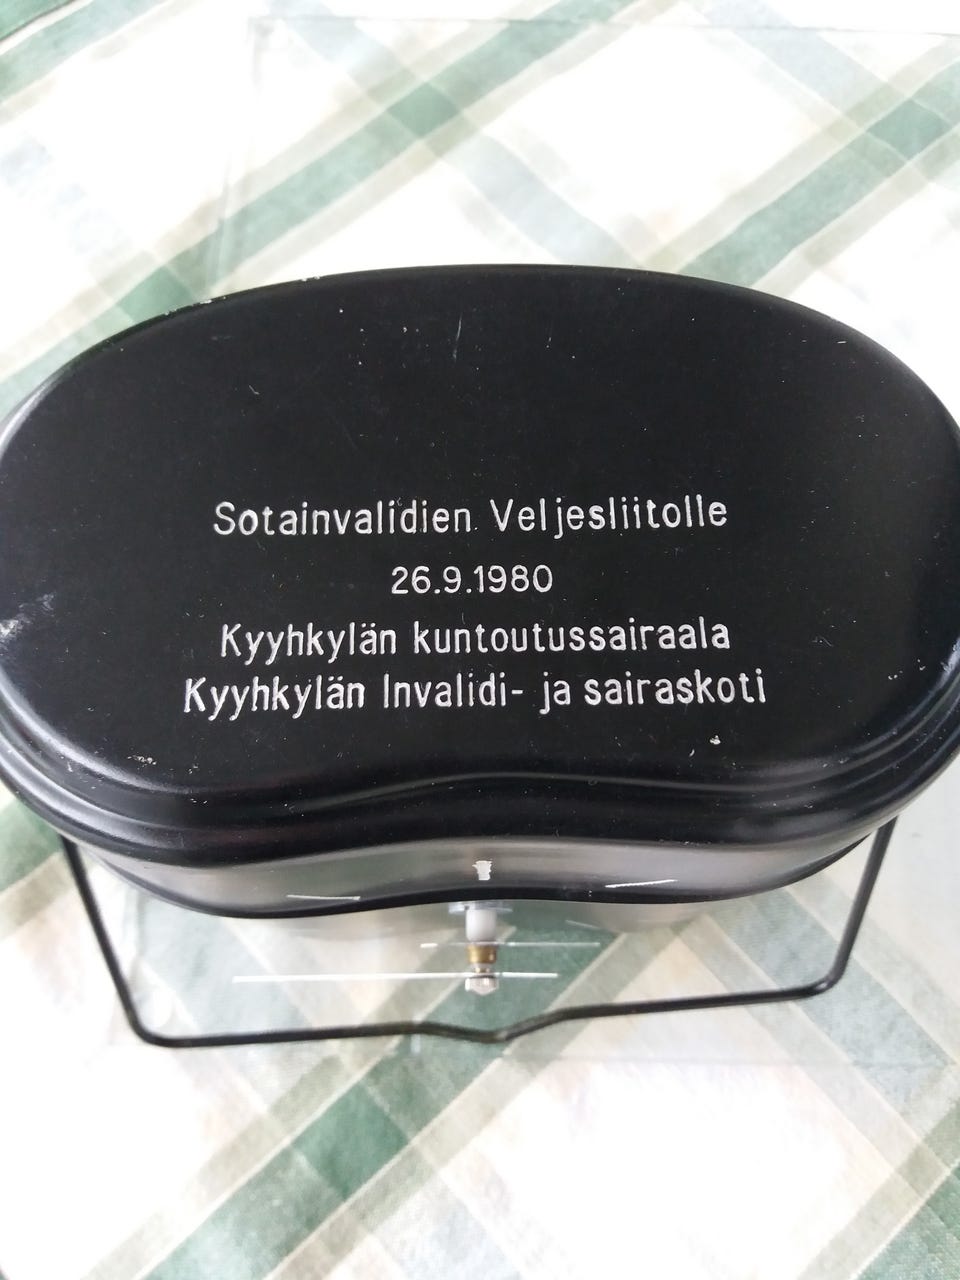 Sotainvalidien Veljesliitolle
26.9.1980
Kyyhkylän kuntoutussairaala
Kyyhkylän Invalidi- ja sairaskoti